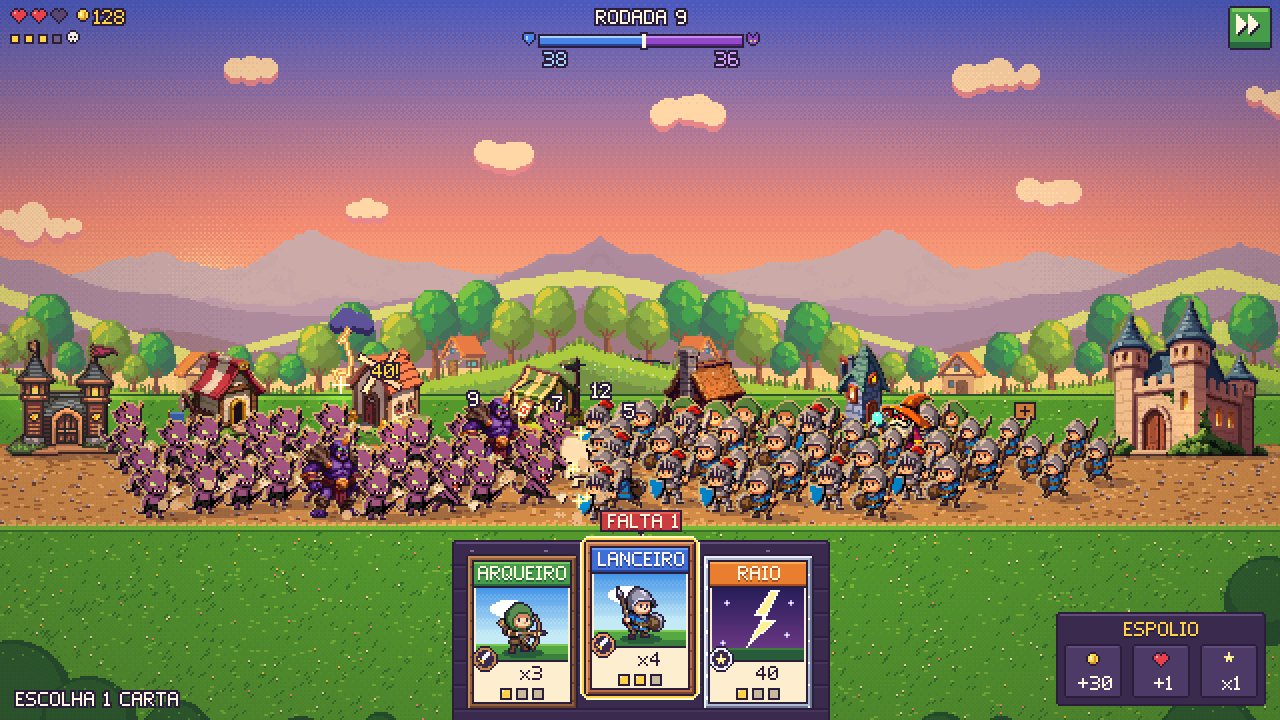 128
RODADA 9
38
36
40!
9
7
12
5
FALTA 1
ARQUEIRO
x3
LANCEIRO
x4
RAIO
40
ESPOLIO
+30
+1
x1
ESCOLHA 1 CARTA